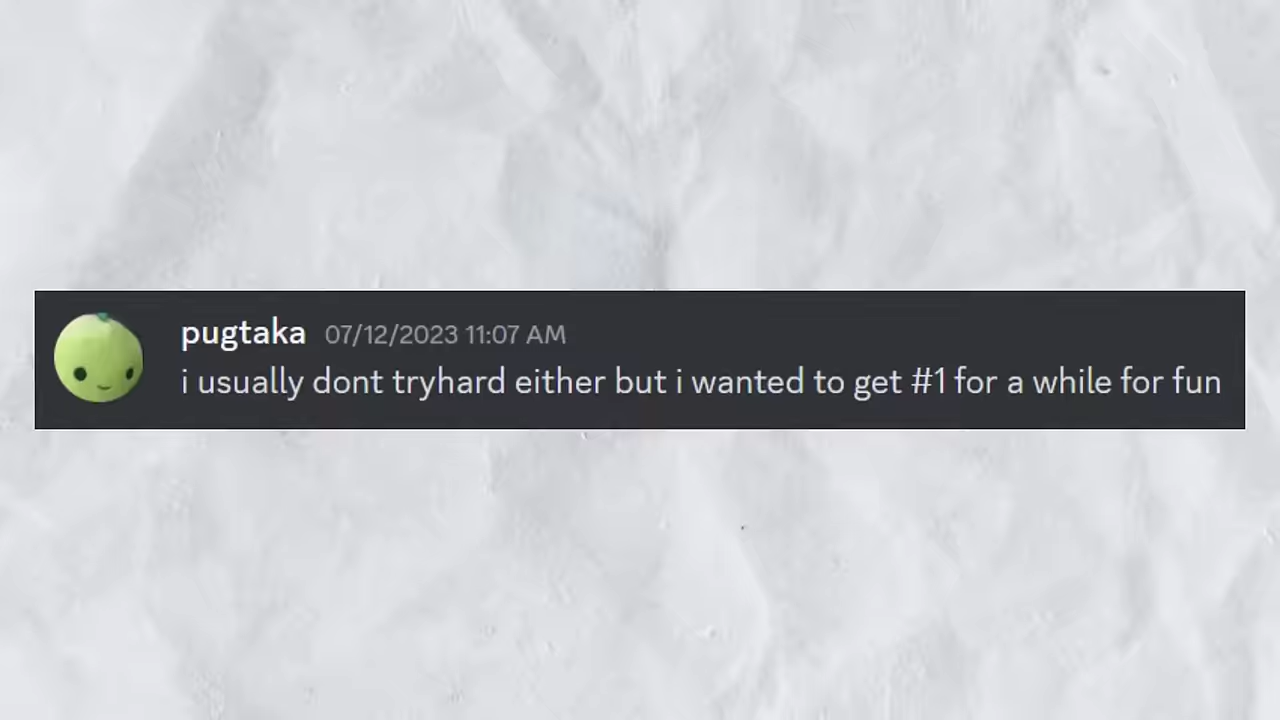 pugtaka 07/12/2023 11:07 AM
i usually dont tryhard either but i wanted to get #1 for a while for fun